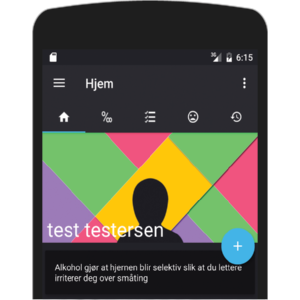 3G 6:15
Hjem
%
test testersen
+
Alkohol gjør at hjernen blir selektiv slik at du lettere
irriterer deg over småting